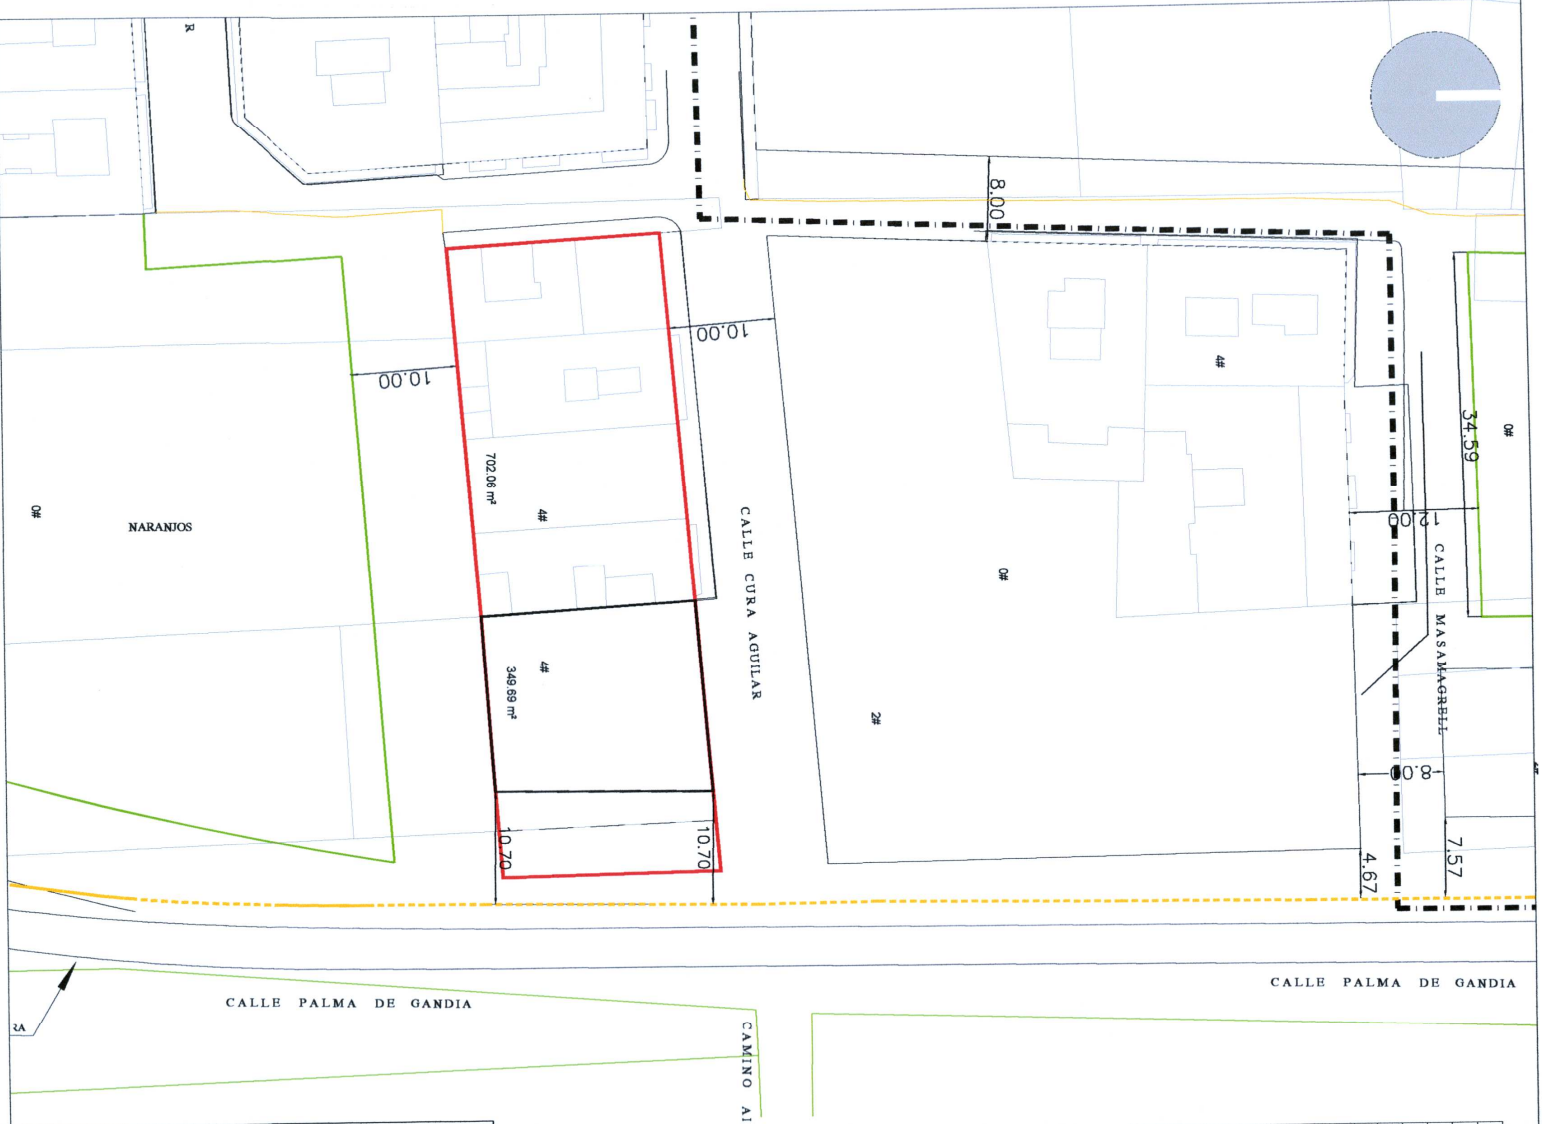 R
8.00
10.00
10.00
4#
34.59
0#
702.06 m²
4#
12.00
0#
NARANJOS
CALLE CURA AGUILAR
0#
CALLE MASAMAGRELL
4#
349.69 m²
2#
8.00
10.70
10.70
4.67
7.57
CALLE PALMA DE GANDIA
CALLE PALMA DE GANDIA
CAMINO